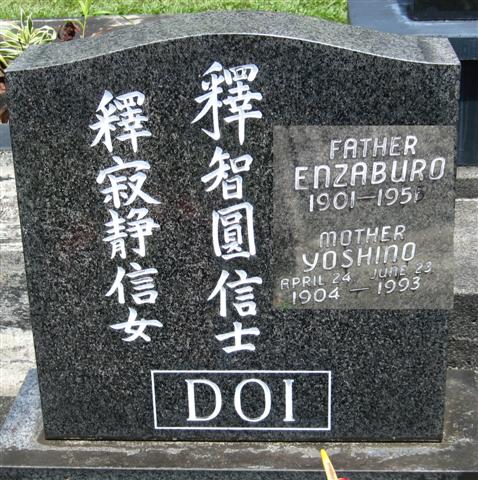 釋智圓信士
釋寂静信女
FATHER
ENZABURO
1901—1956
MOTHER
YOSHINO
APRIL 24 JUNE 23
1904 — 1993
DOI